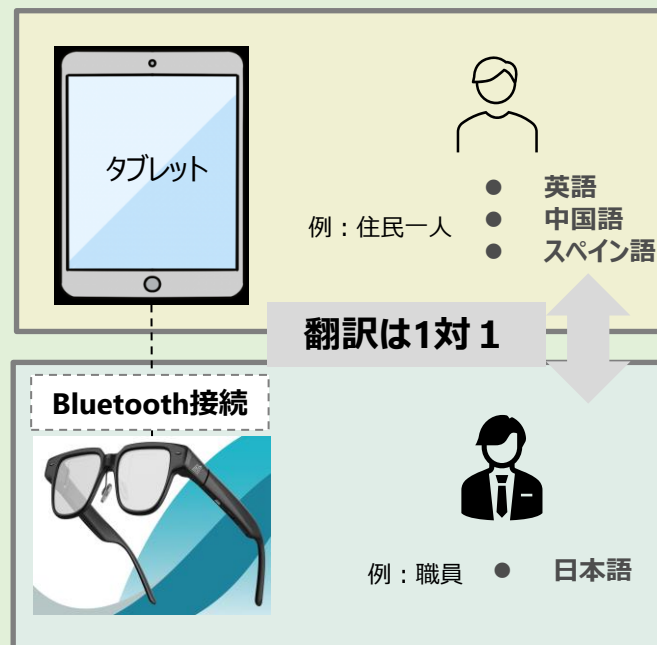 タブレット
● 英語
● 中国語
● スペイン語
例：住民一人
翻訳は1対１
Bluetooth接続
例：職員 ● 日本語